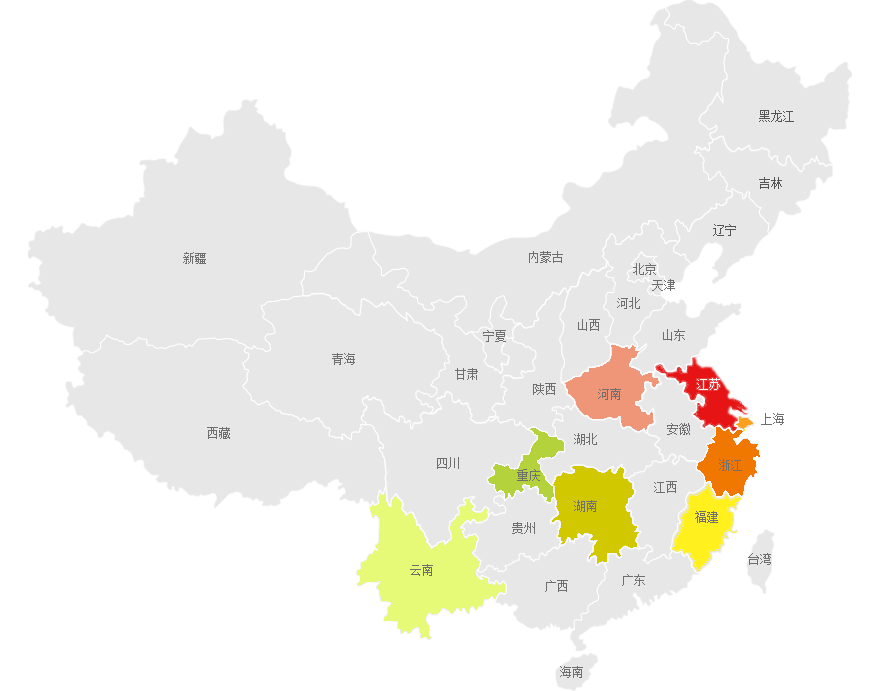 黑龙江
吉林
辽宁
新疆
内蒙古
北京
天津
河北
山西
山东
宁夏
青海
甘肃
陕西
河南
江苏
上海
安徽
西藏
湖北
四川
浙江
重庆
江西
湖南
福建
贵州
台湾
云南
广东
广西
海南